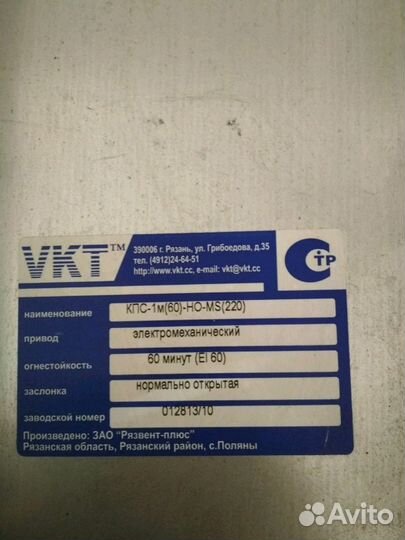 VKT™
390006 г. Рязань, ул. Грибоедова, д.35
тел. (4912)24-64-51
http://www.vkt.cc, e-mail: vkt@vkt.cc
СТР
наименование КПС-1м(60)-НО-MS(220)
привод электромеханический
огнестойкость 60 минут (EI 60)
заслонка нормально открытая
заводской номер 012813/10
Произведено: ЗАО "Рязвент-плюс"
Рязанская область, Рязанский район, с.Поляны
Avito